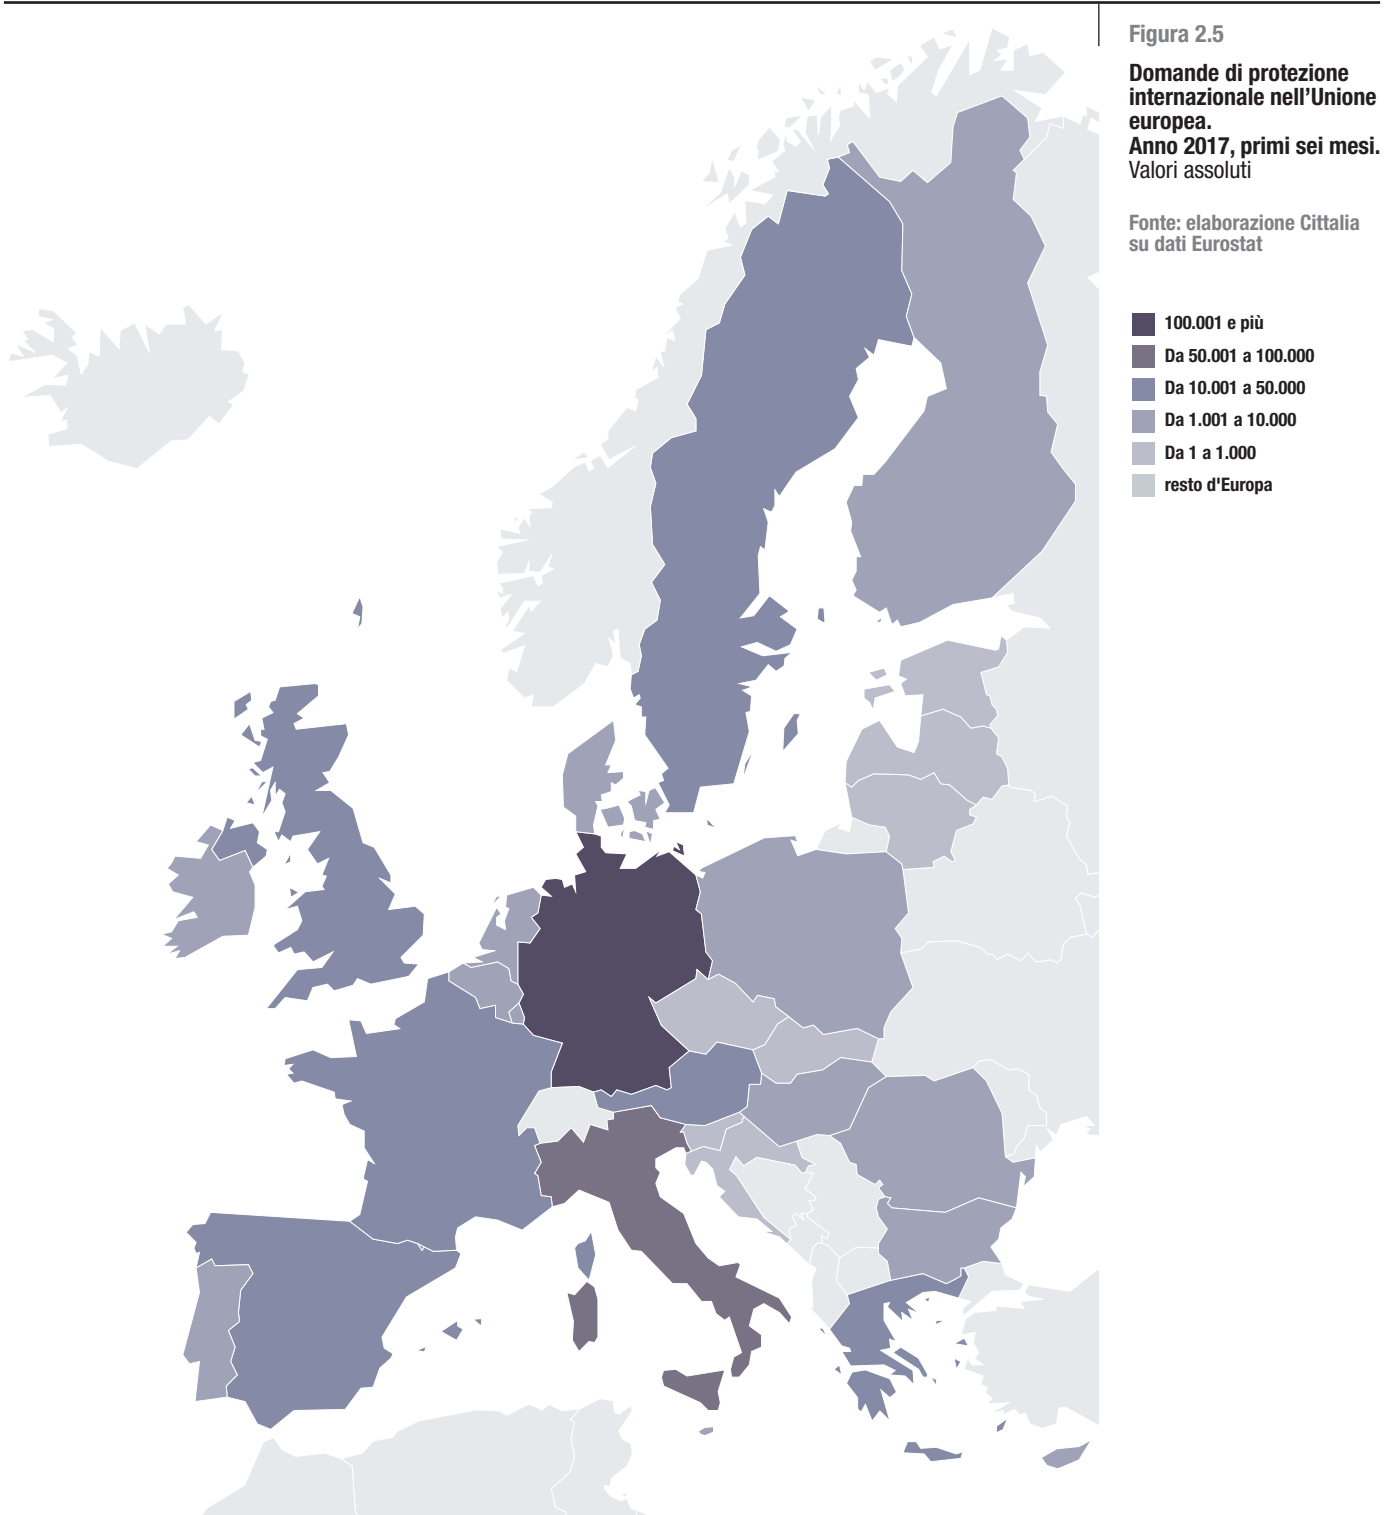 Figura 2.5
Domande di protezione
internazionale nell'Unione
europea.
Anno 2017, primi sei mesi.
Valori assoluti
Fonte: elaborazione Cittalia
su dati Eurostat
100.001 e più
Da 50.001 a 100.000
Da 10.001 a 50.000
Da 1.001 a 10.000
Da 1 a 1.000
resto d'Europa